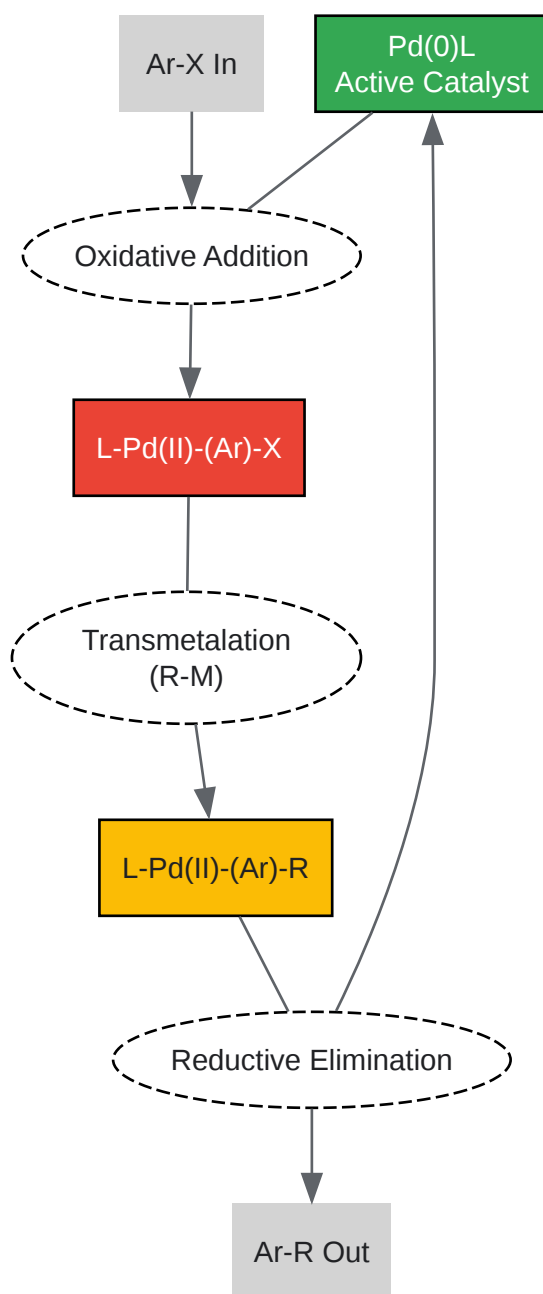 Ar-X In
Pd(0)L
Active Catalyst
Oxidative Addition
L-Pd(II)-(Ar)-X
Transmetalation
(R-M)
L-Pd(II)-(Ar)-R
Reductive Elimination
Ar-R Out